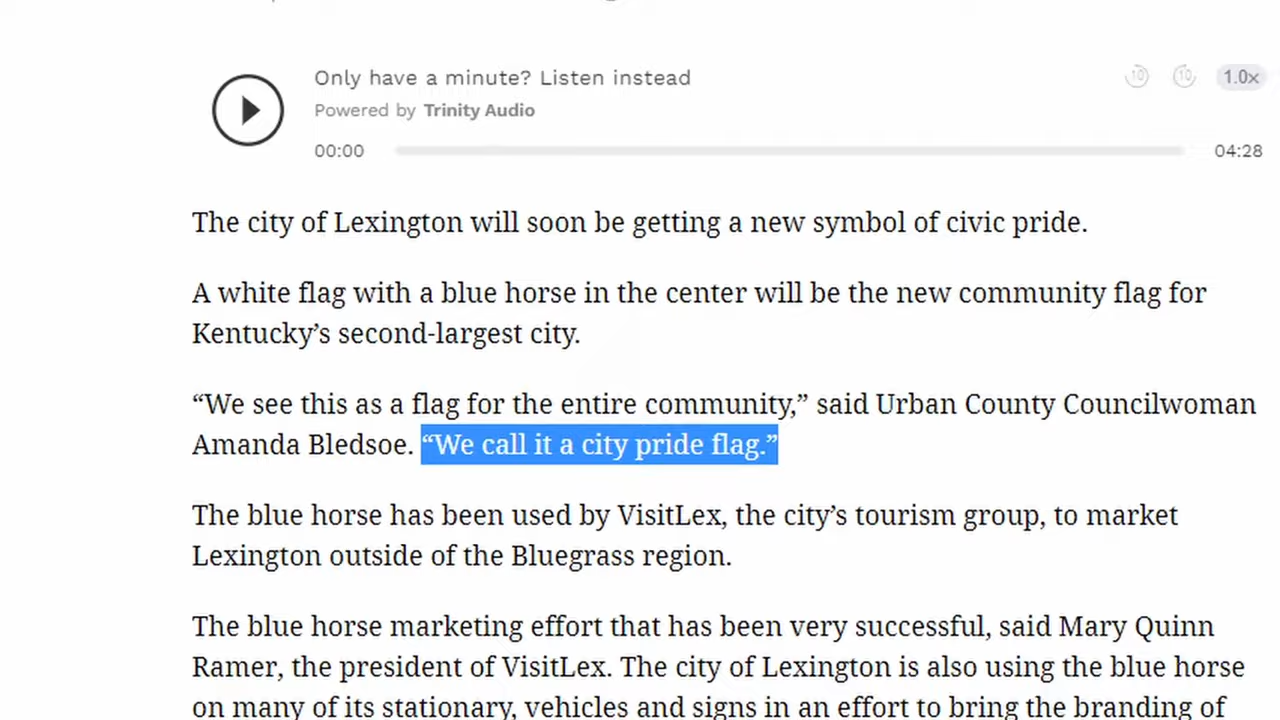 Only have a minute? Listen instead
10 10 1.0x
Powered by Trinity Audio
00:00 04:28
The city of Lexington will soon be getting a new symbol of civic pride.
A white flag with a blue horse in the center will be the new community flag for
Kentucky’s second-largest city.
“We see this as a flag for the entire community,” said Urban County Councilwoman
Amanda Bledsoe. “We call it a city pride flag.”
The blue horse has been used by VisitLex, the city’s tourism group, to market
Lexington outside of the Bluegrass region.
The blue horse marketing effort that has been very successful, said Mary Quinn
Ramer, the president of VisitLex. The city of Lexington is also using the blue horse
on many of its stationary, vehicles and signs in an effort to bring the branding of